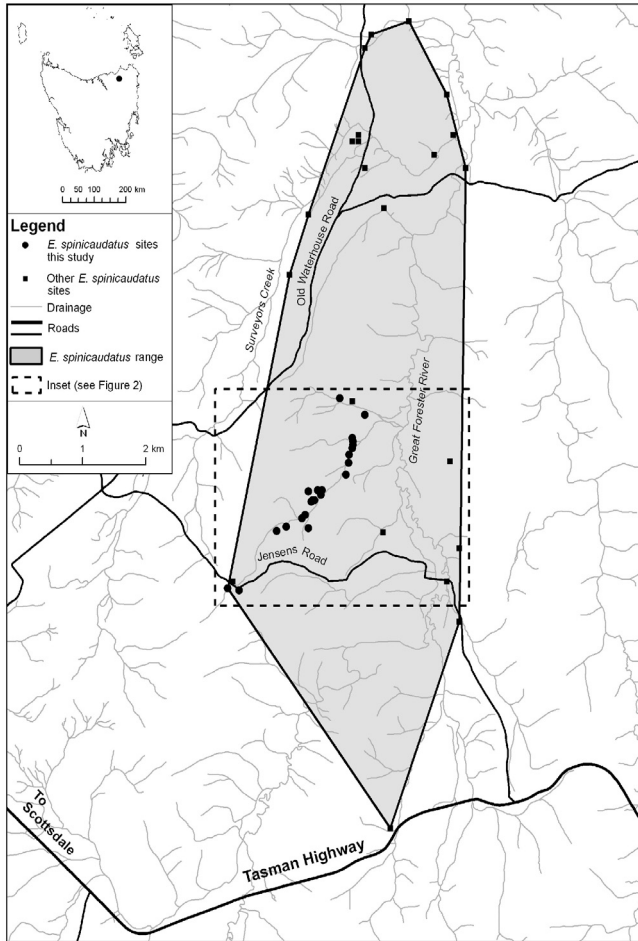 0 100 200 km
Legend
E. spinicaudatus sites
this study
Other E. spinicaudatus
sites
Drainage
Roads
E. spinicaudatus range
Inset (see Figure 2)
N
0 1 2 km
Surveyors Creek
Old Waterhouse Road
Great Forester River
Jensens Road
To
Scottsdale
Tasman Highway